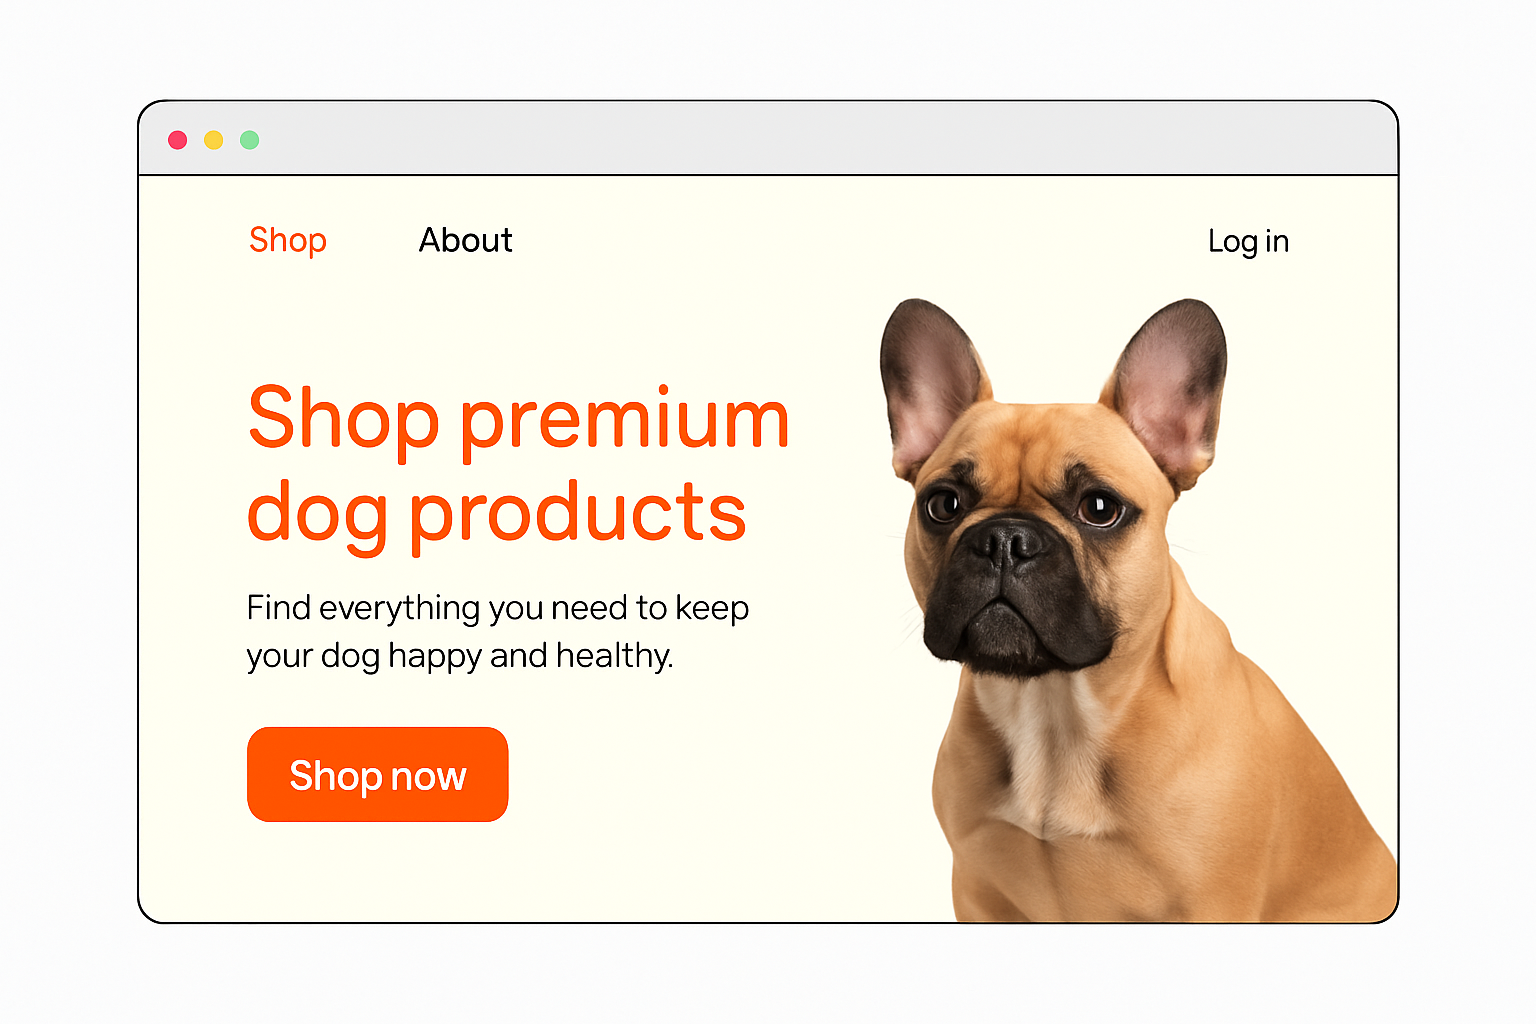 Shop About Log in
Shop premium
dog products
Find everything you need to keep
your dog happy and healthy.
Shop now